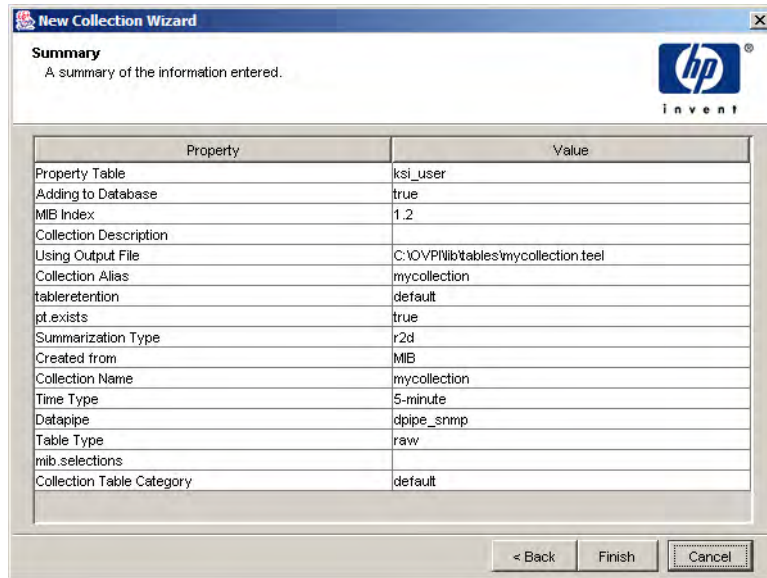 New Collection Wizard
Summary
A summary of the information entered.
hp
®
invent
Property Value
Property Table ksi_user
Adding to Database true
MIB Index 1.2
Collection Description
Using Output File C:\OVPI\lib\tables\mycollection.teel
Collection Alias mycollection
tableretention default
pt.exists true
Summarization Type r2d
Created from MIB
Collection Name mycollection
Time Type 5-minute
Datapipe dpipe_snmp
Table Type raw
mib.selections
Collection Table Category default
< Back Finish Cancel